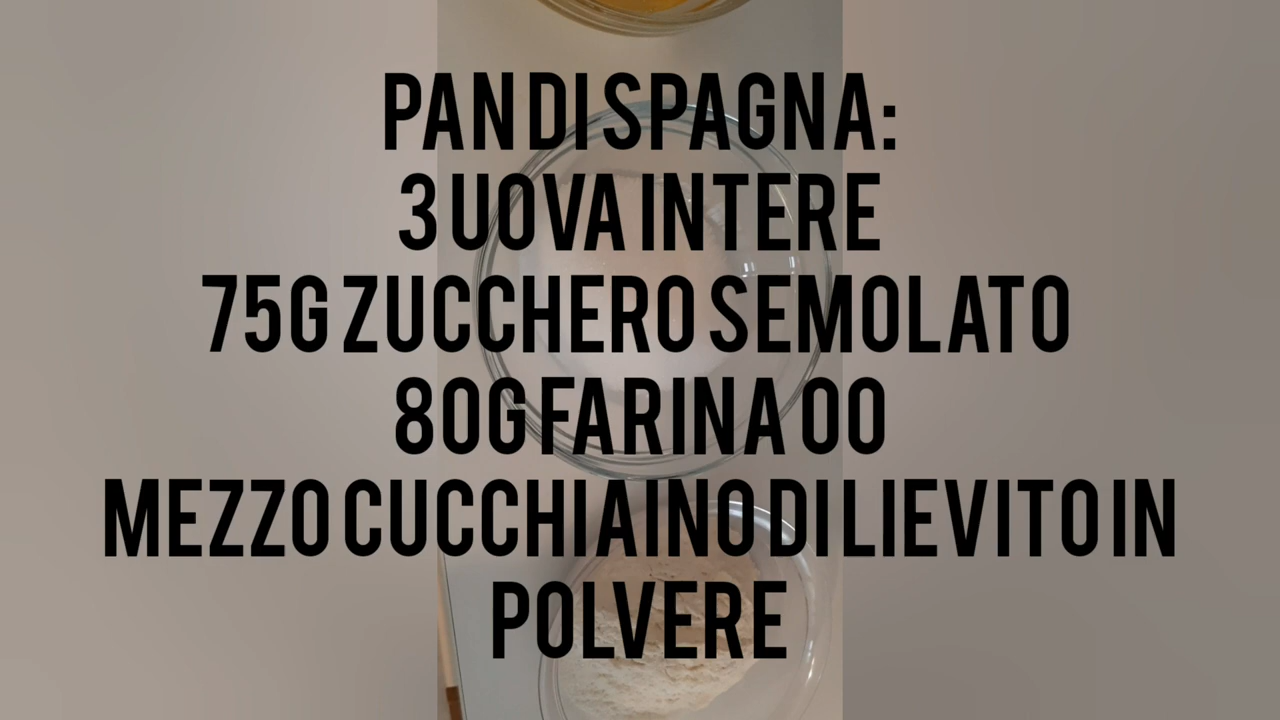 PAN DI SPAGNA:
3 UOVA INTERE
75G ZUCCHERO SEMOLATO
80G FARINA 00
MEZZO CUCCHIAINO DI LIEVITO IN
POLVERE